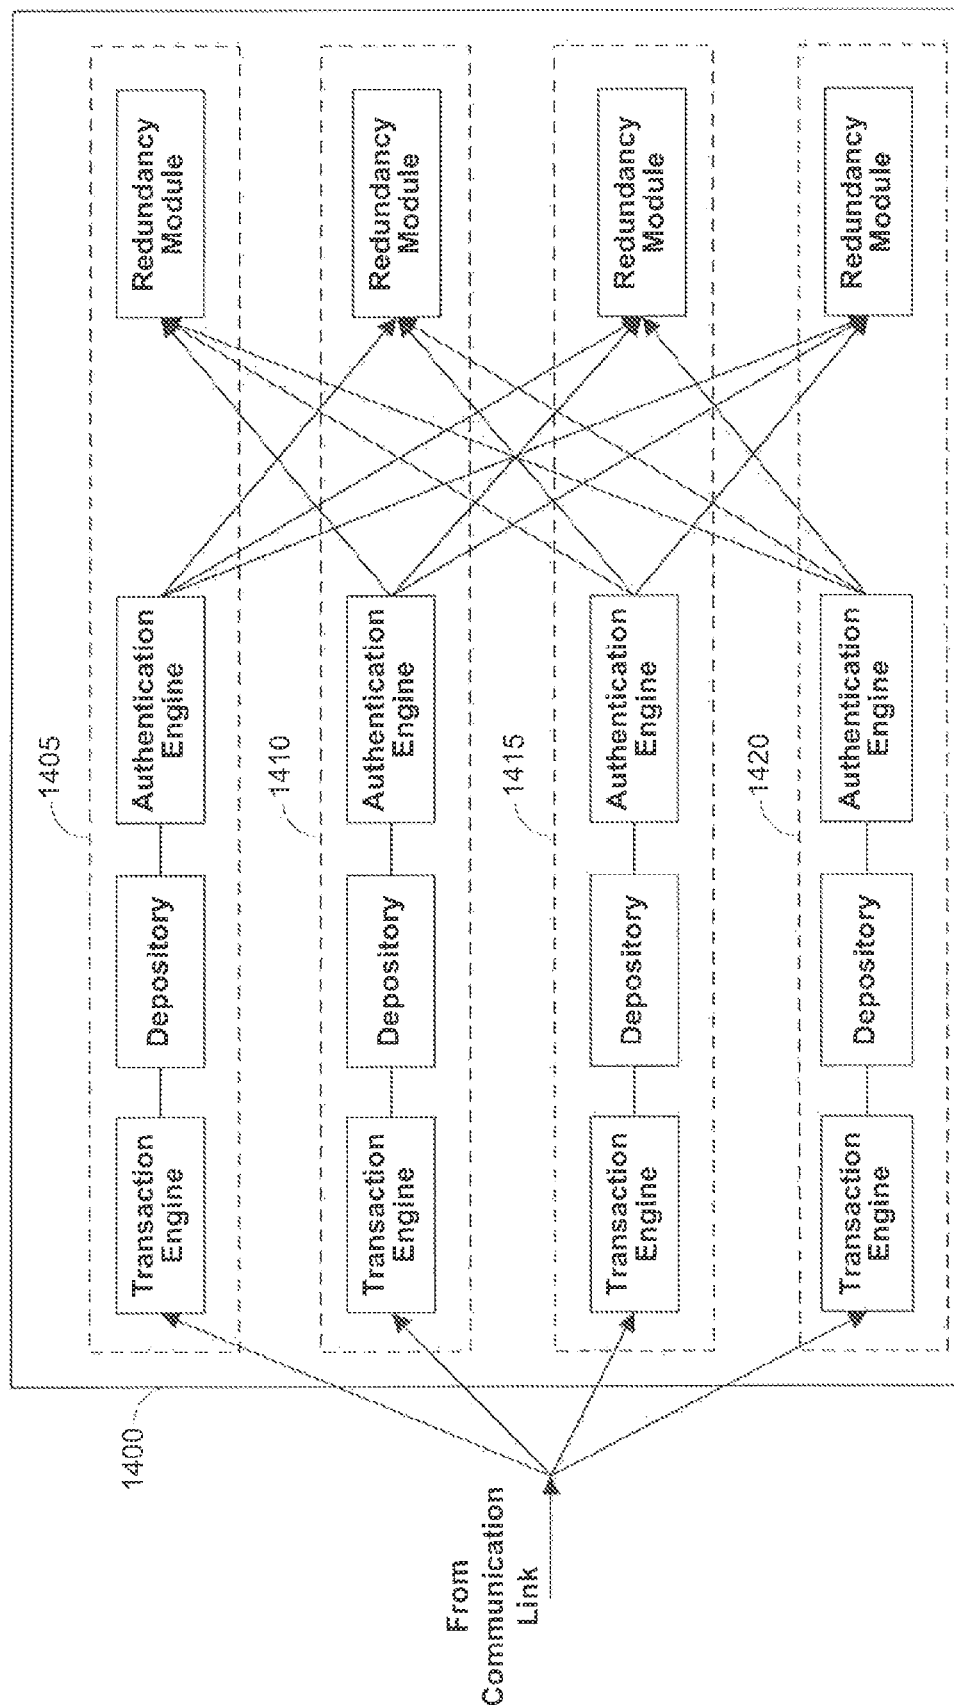 1400
From
Communication
Link
1405
Transaction
Engine
Depository
Authentication
Engine
Redundancy
Module
1410
Transaction
Engine
Depository
Authentication
Engine
Redundancy
Module
1415
Transaction
Engine
Depository
Authentication
Engine
Redundancy
Module
1420
Transaction
Engine
Depository
Authentication
Engine
Redundancy
Module